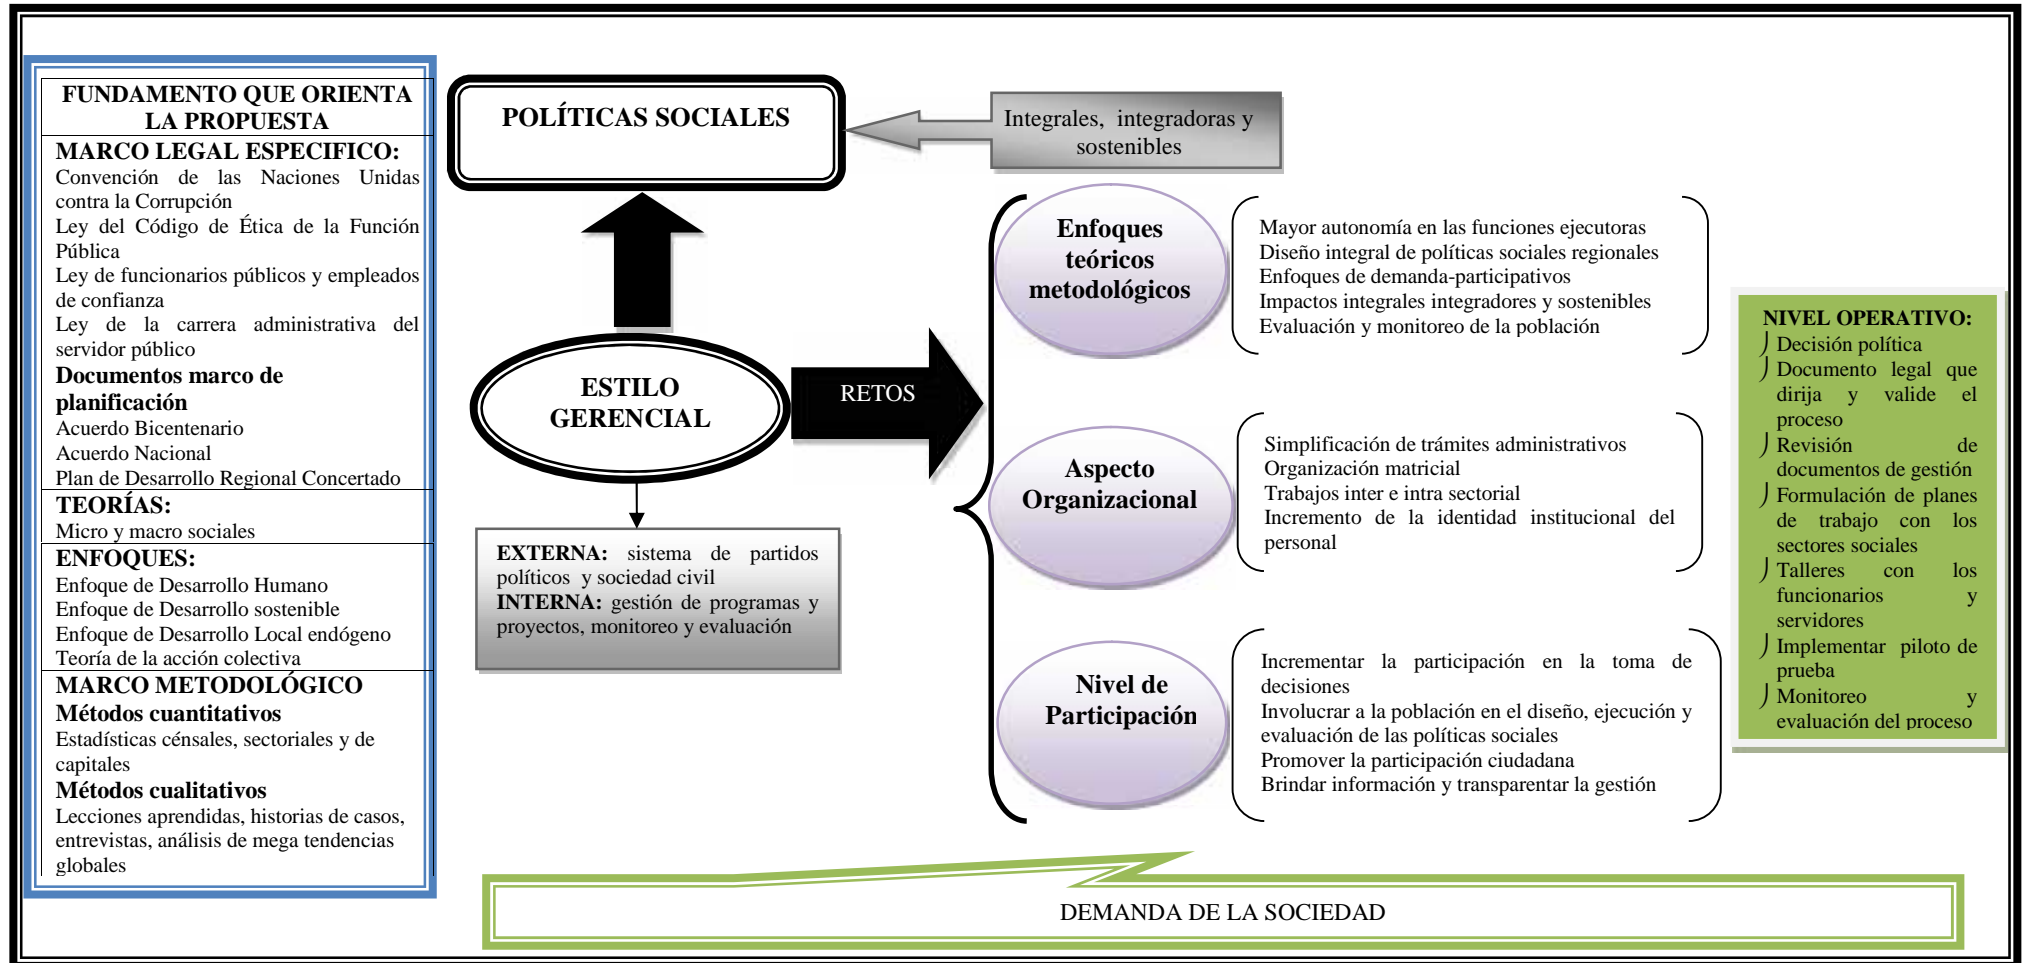 FUNDAMENTO QUE ORIENTA
LA PROPUESTA
MARCO LEGAL ESPECIFICO:
Convención de las Naciones Unidas
contra la Corrupción
Ley del Código de Ética de la Función
Pública
Ley de funcionarios públicos y empleados
de confianza
Ley de la carrera administrativa del
servidor público
Documentos marco de
planificación
Acuerdo Bicentenario
Acuerdo Nacional
Plan de Desarrollo Regional Concertado
TEORÍAS:
Micro y macro sociales
ENFOQUES:
Enfoque de Desarrollo Humano
Enfoque de Desarrollo sostenible
Enfoque de Desarrollo Local endógeno
Teoría de la acción colectiva
MARCO METODOLÓGICO
Métodos cuantitativos
Estadísticas cénsales, sectoriales y de
capitales
Métodos cualitativos
Lecciones aprendidas, historias de casos,
entrevistas, análisis de mega tendencias
globales
POLÍTICAS SOCIALES
Integrales, integradoras y
sostenibles
ESTILO
GERENCIAL
RETOS
EXTERNA: sistema de partidos
políticos y sociedad civil
INTERNA: gestión de programas y
proyectos, monitoreo y evaluación
Enfoques
teóricos
metodológicos
Mayor autonomía en las funciones ejecutoras
Diseño integral de políticas sociales regionales
Enfoques de demanda-participativos
Impactos integrales integradores y sostenibles
Evaluación y monitoreo de la población
Aspecto
Organizacional
Simplificación de trámites administrativos
Organización matricial
Trabajos inter e intra sectorial
Incremento de la identidad institucional del
personal
Nivel de
Participación
Incrementar la participación en la toma de
decisiones
Involucrar a la población en el diseño, ejecución y
evaluación de las políticas sociales
Promover la participación ciudadana
Brindar información y transparentar la gestión
NIVEL OPERATIVO:
Decisión política
Documento legal que
dirija y valide el
proceso
Revisión de
documentos de gestión
Formulación de planes
de trabajo con los
sectores sociales
Talleres con los
funcionarios y
servidores
Implementar piloto de
prueba
Monitoreo y
evaluación del proceso
DEMANDA DE LA SOCIEDAD